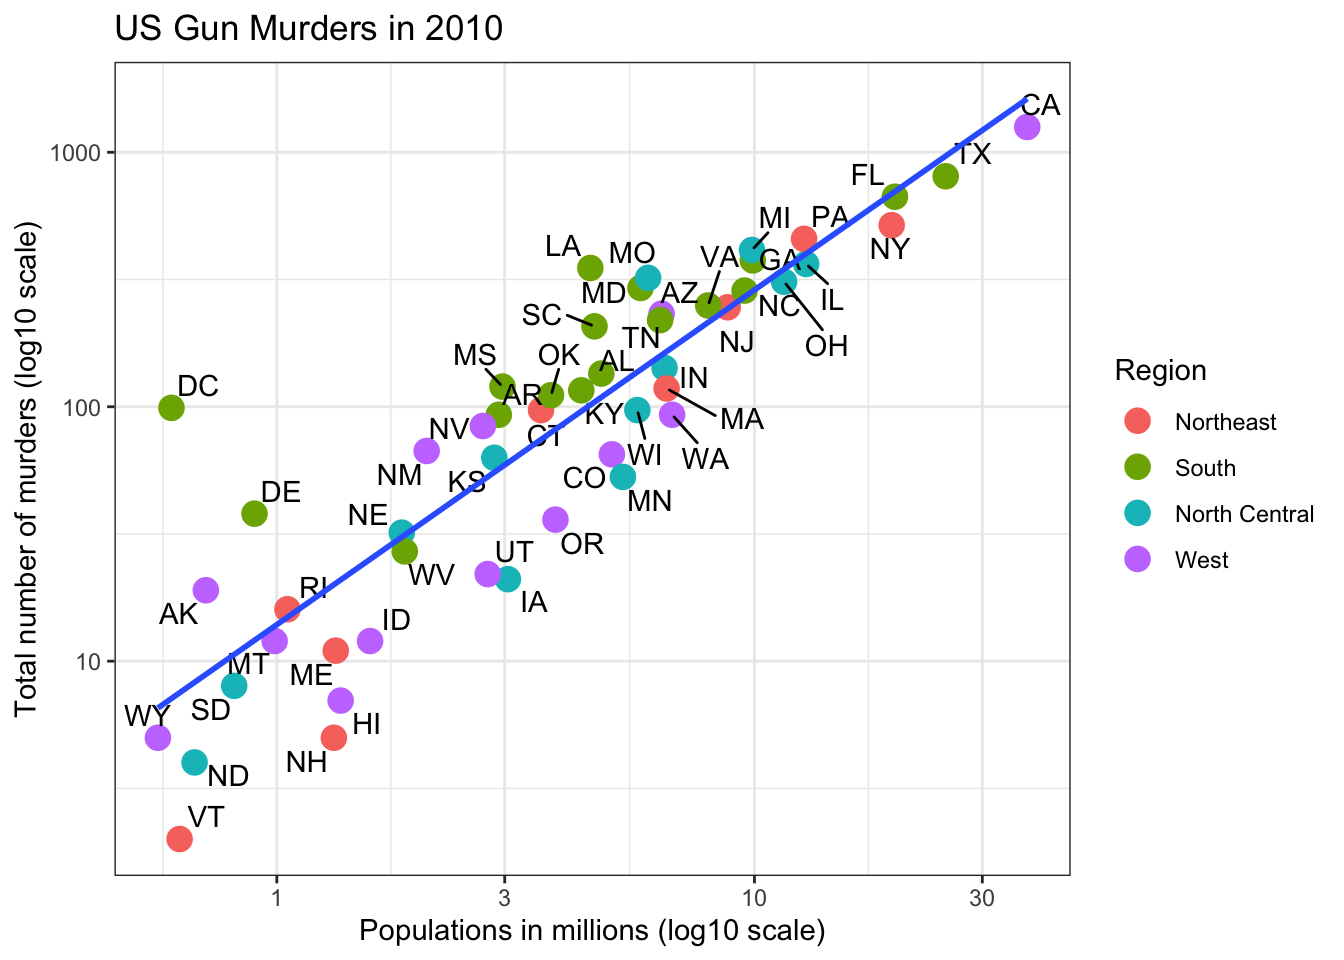 US Gun Murders in 2010
Total number of murders (log10 scale)
1000
100
10
CA
TX
FL
PA
NY
MI
GA
IL
OH
NC
NJ
VA
LA
MO
MD
AZ
SC
TN
MS
OK
AL
IN
MA
AR
KY
CT
WI
WA
NV
NM
KS
CO
MN
DC
DE
NE
WV
OR
UT
IA
AK
RI
ID
MT
ME
SD
HI
WY
NH
ND
VT
1
3
10
30
Populations in millions (log10 scale)
Region
Northeast
South
North Central
West